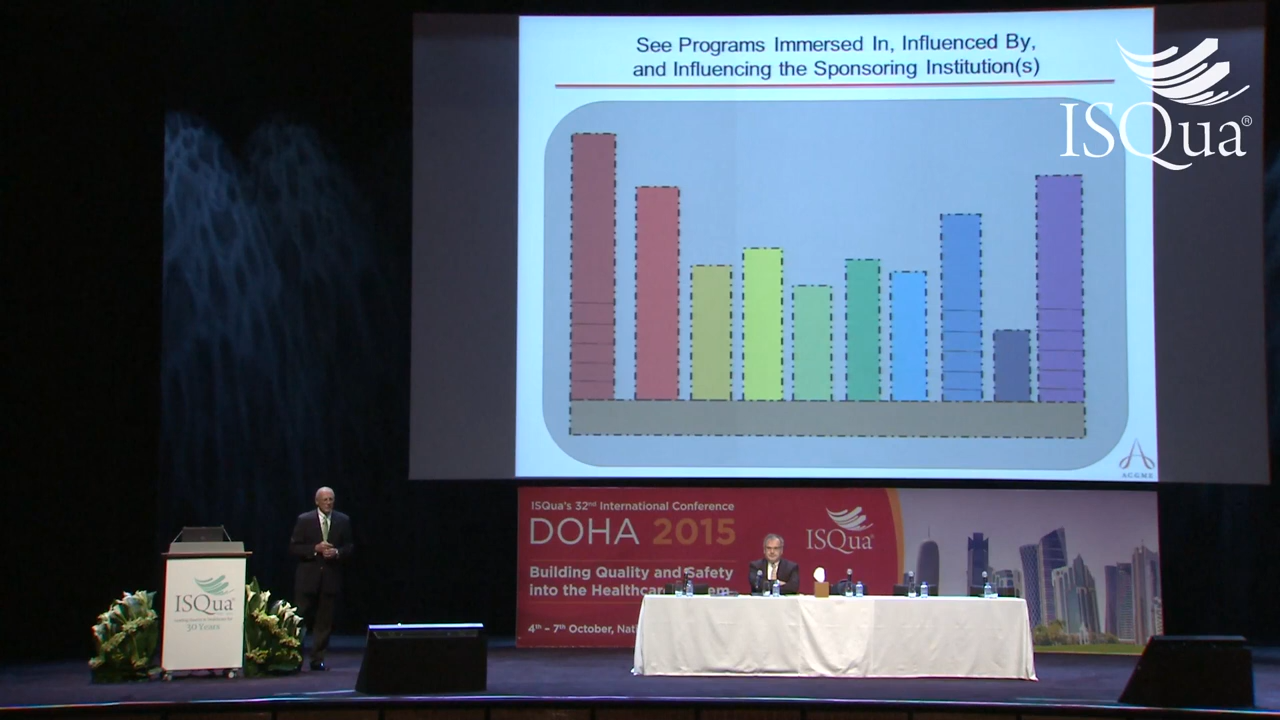 See Programs Immersed In, Influenced By,
and Influencing the Sponsoring Institution(s)
ISQua®
ACGME
ISQua's 32nd International Conference
DOHA 2015
ISQua
Building Quality and Safety
into the Healthcar em
4th – 7th October, Nat
ISQua
30 Years